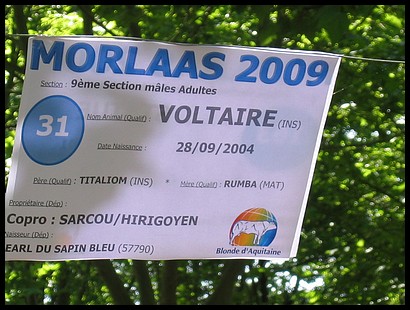 MORLAAS 2009
Section : 9ème Section mâles Adultes
31
Nom Animal (Qualif) : VOLTAIRE (INS)
Date Naissance : 28/09/2004
Père (Qualif) : TITALIOM (INS) * Mère (Qualif) : RUMBA (MAT)
Propriétaire (Dép) :
Copro : SARCOU/HIRIGOYEN
Naisseur (Dép) :
EARL DU SAPIN BLEU (57790)
Blonde d'Aquitaine